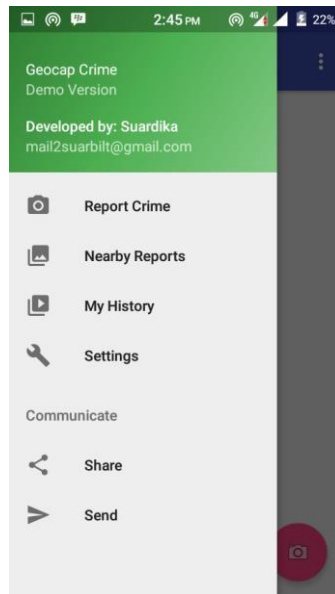 2:45 PM 4G 22%
Geocap Crime
Demo Version
Developed by: Suardika
mail2suarbilt@gmail.com
Report Crime
Nearby Reports
My History
Settings
Communicate
Share
Send